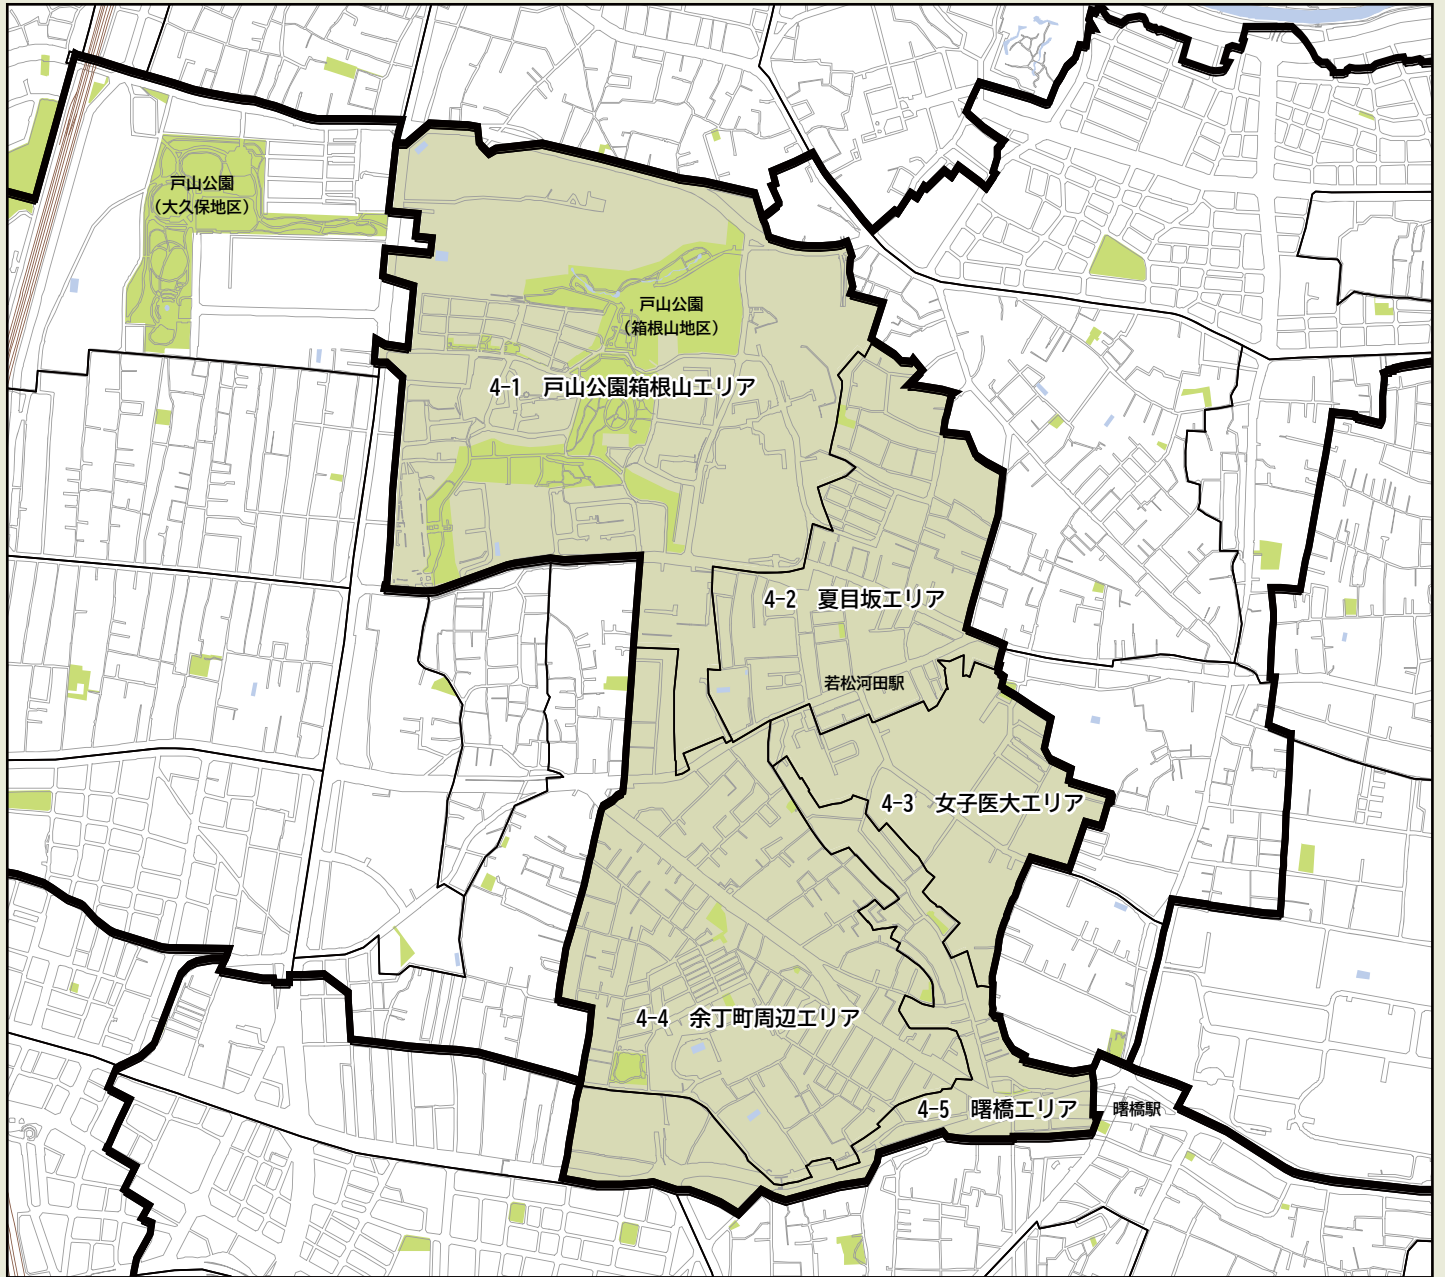 戸山公園
(大久保地区)
戸山公園
(箱根山地区)
4-1　戸山公園箱根山エリア
4-2　夏目坂エリア
若松河田駅
4-3　女子医大エリア
4-4　余丁町周辺エリア
4-5　曙橋エリア
曙橋駅